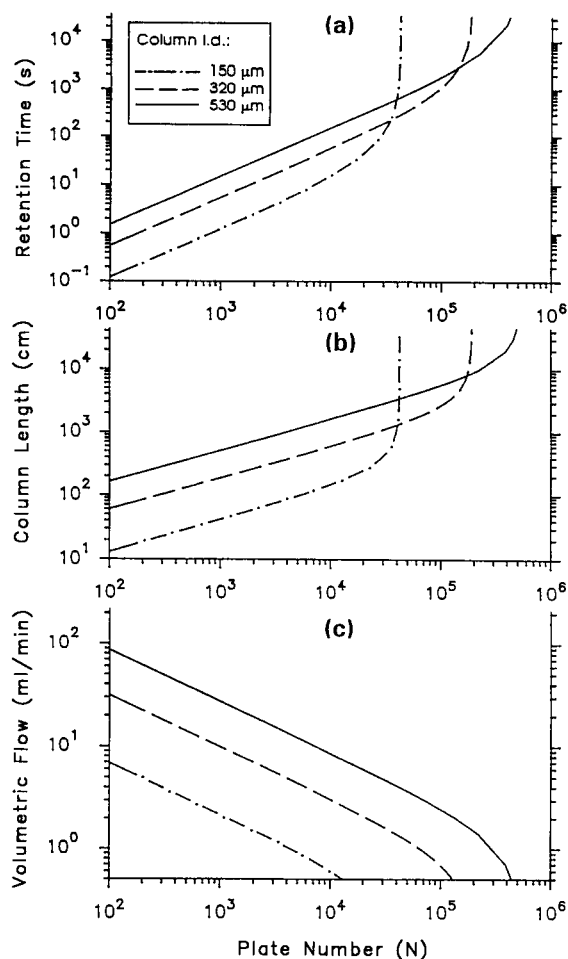 (a)
Column I.d.:
150 μm
320 μm
530 μm
Retention Time (s)
10⁴
10³
10²
10¹
10⁰
10⁻¹
10² 10³ 10⁴ 10⁵ 10⁶
(b)
Column Length (cm)
10⁴
10³
10²
10¹
10² 10³ 10⁴ 10⁵ 10⁶
(c)
Volumetric Flow (ml/min)
10²
10¹
10⁰
10² 10³ 10⁴ 10⁵ 10⁶
Plate Number (N)